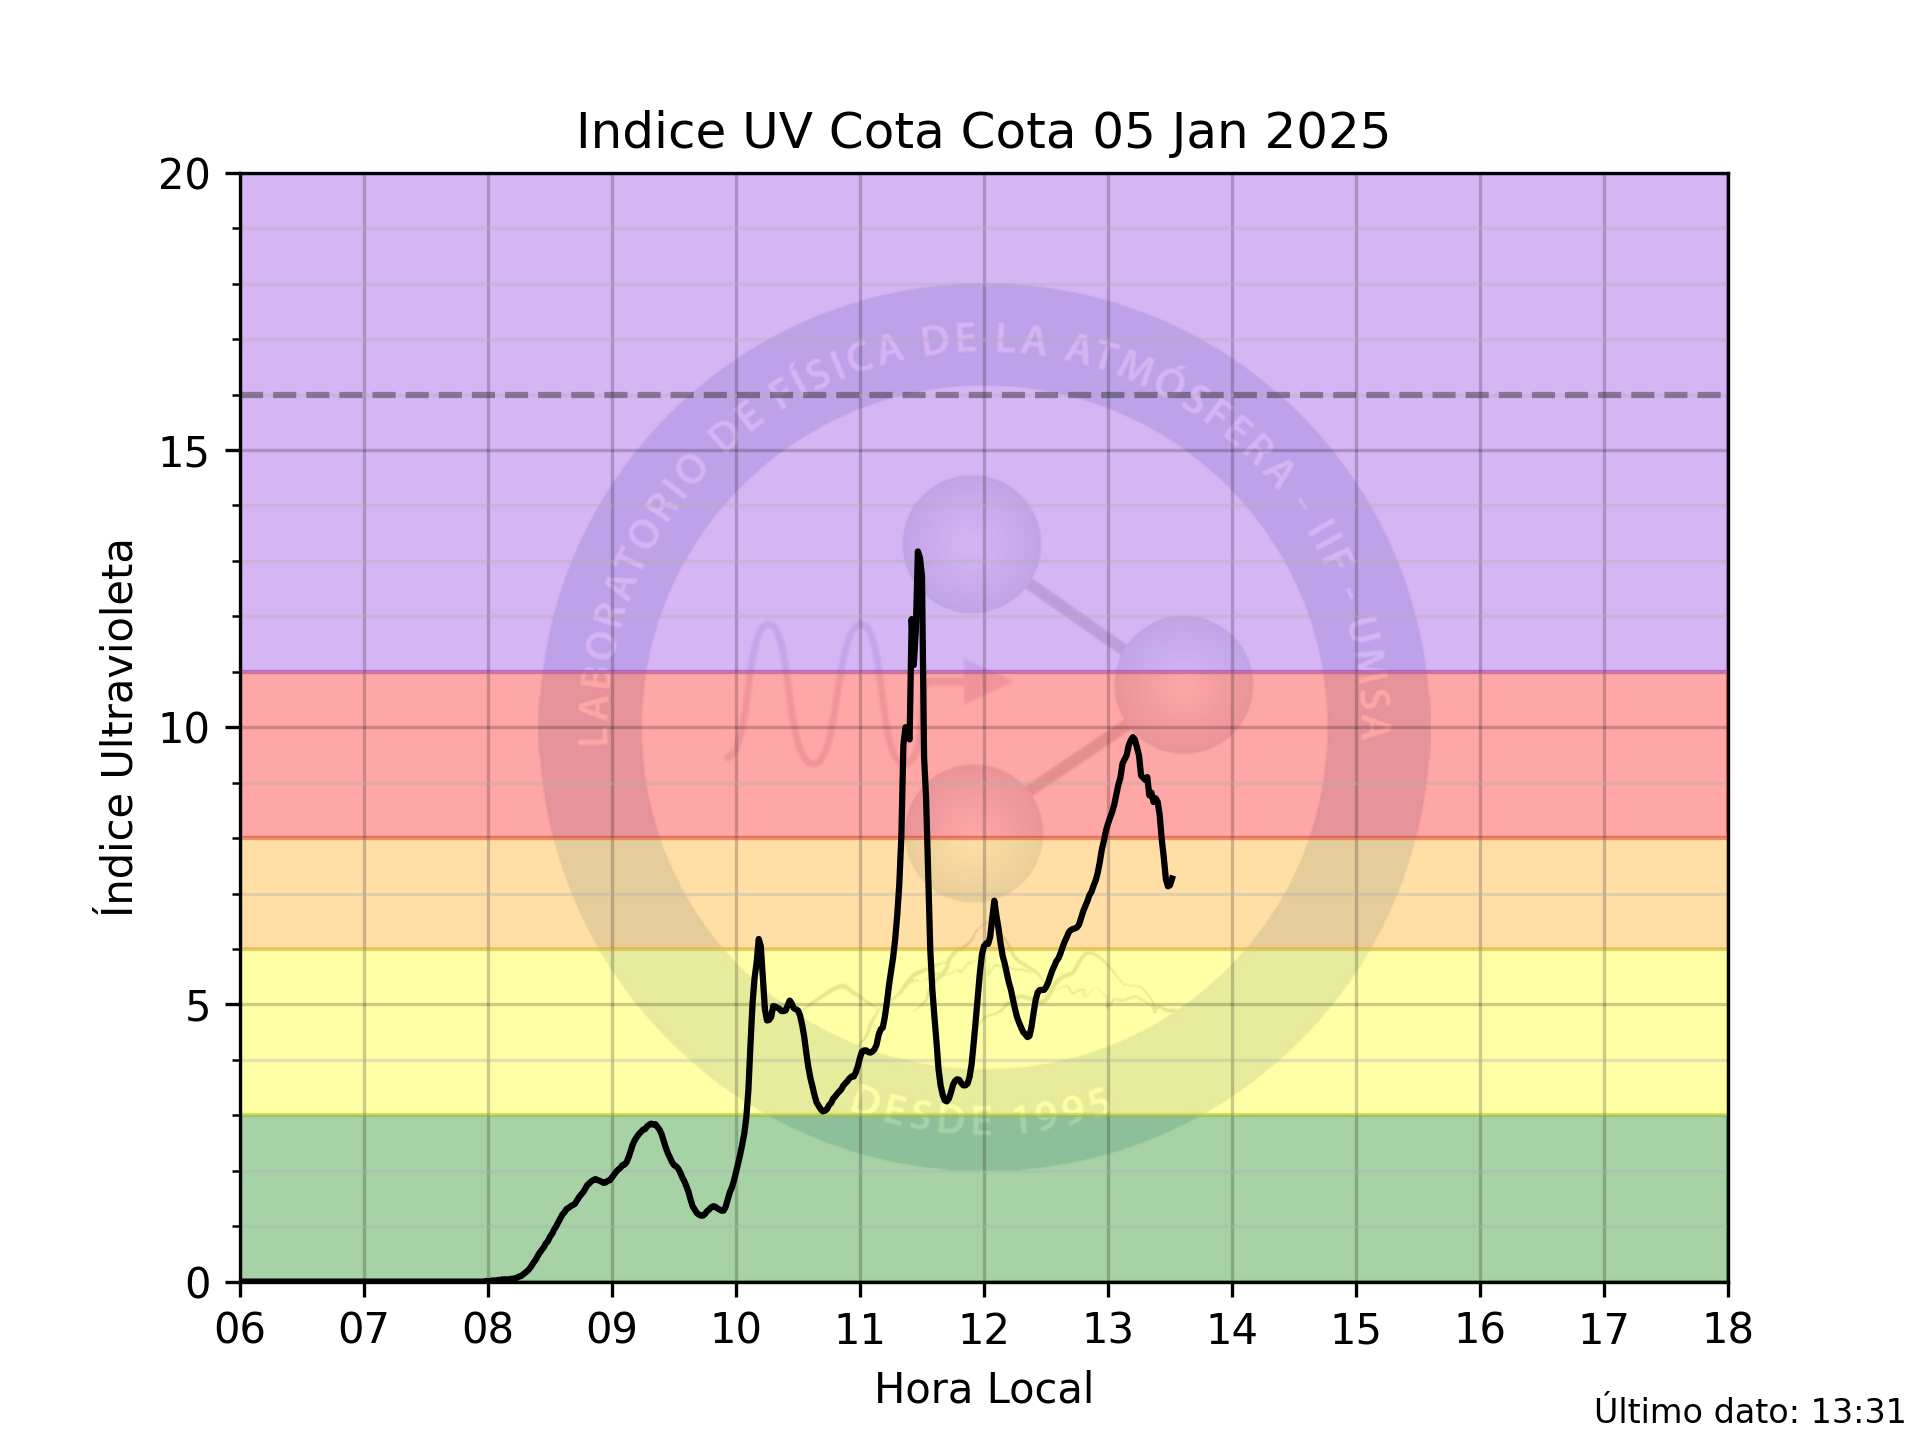 Indice UV Cota Cota 05 Jan 2025
20
15
10
5
0
Índice Ultravioleta
LABORATORIO DE FÍSICA DE LA ATMÓSFERA - IIF - UMSA
DESDE 1995
06 07 08 09 10 11 12 13 14 15 16 17 18
Hora Local
Último dato: 13:31